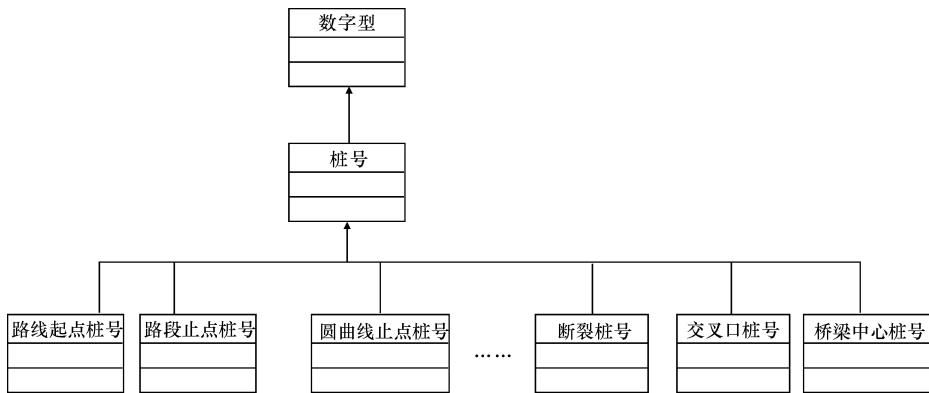 数字型
桩号
路线起点桩号
路段止点桩号
圆曲线止点桩号
……
断裂桩号
交叉口桩号
桥梁中心桩号